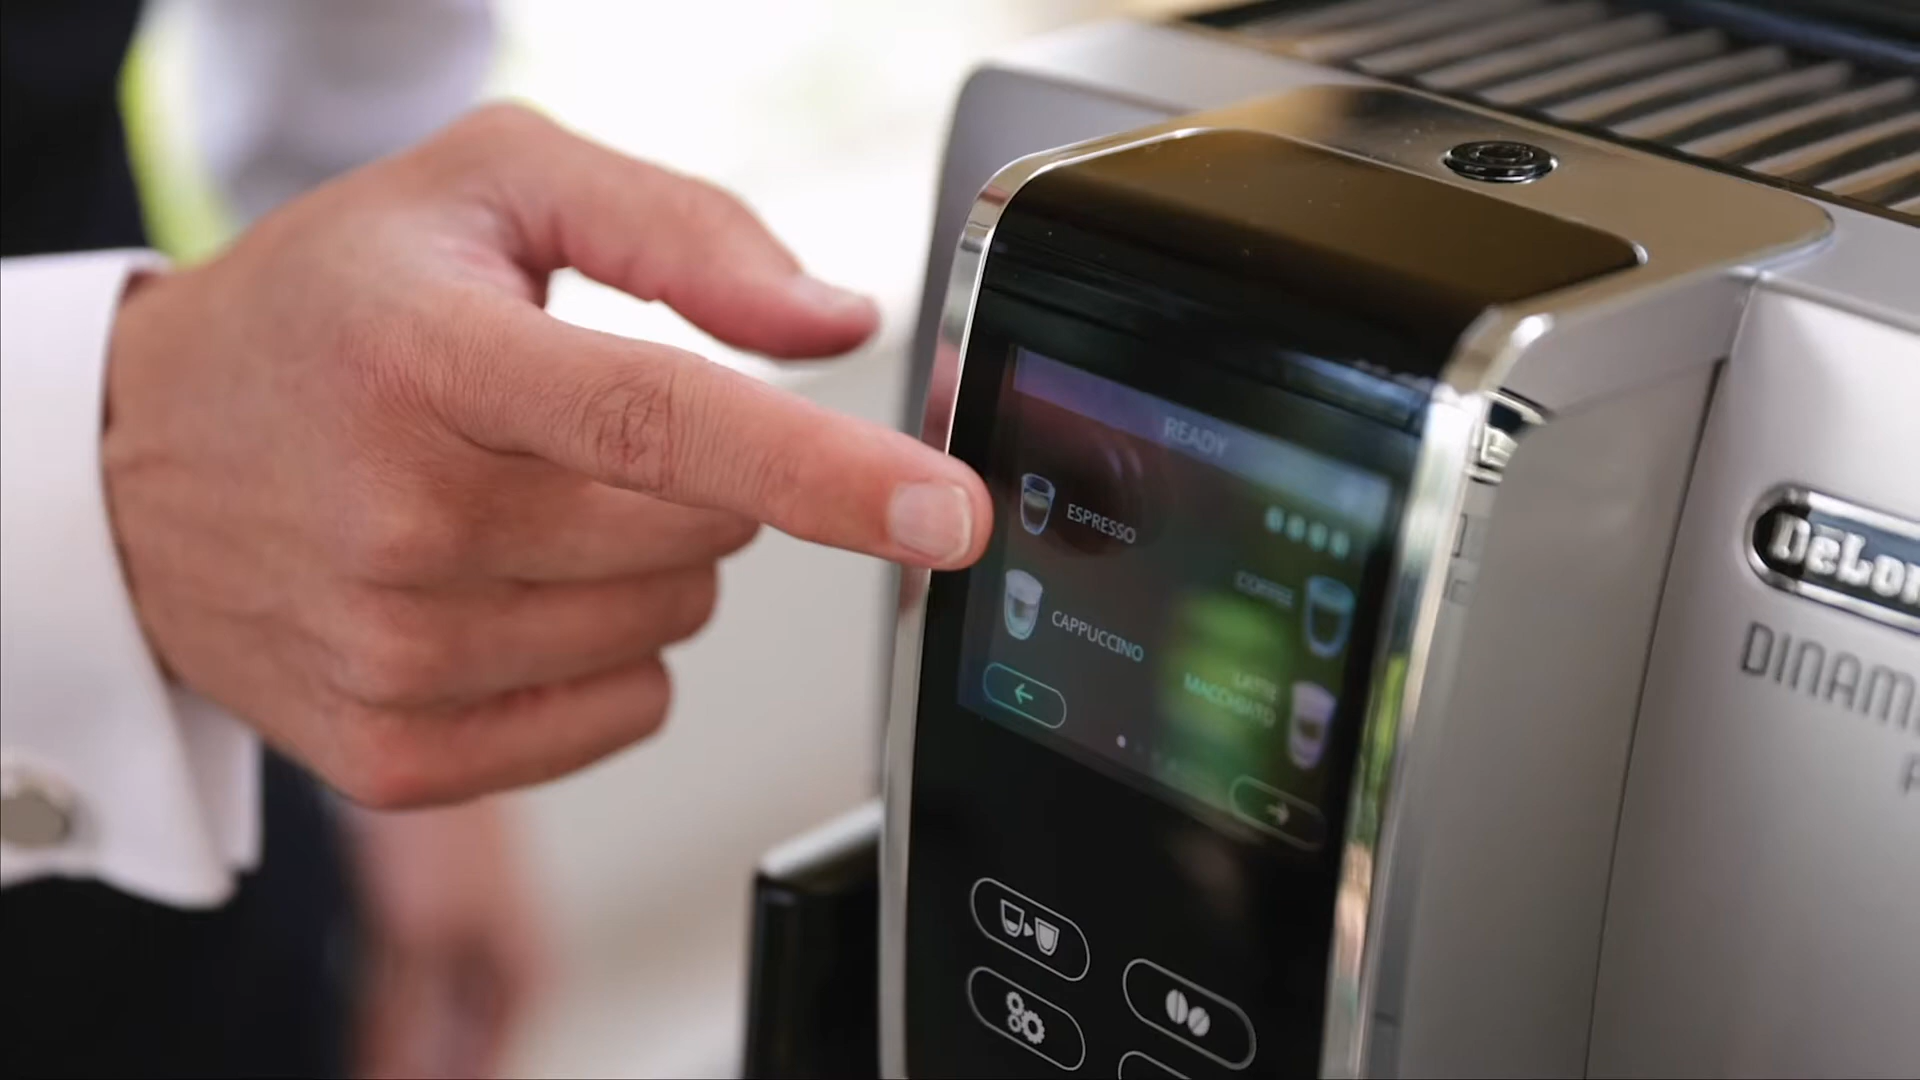 READY
ESPRESSO
COFFEE
CAPPUCCINO
LATTE
MACCHIATO
DeLon
DINAM